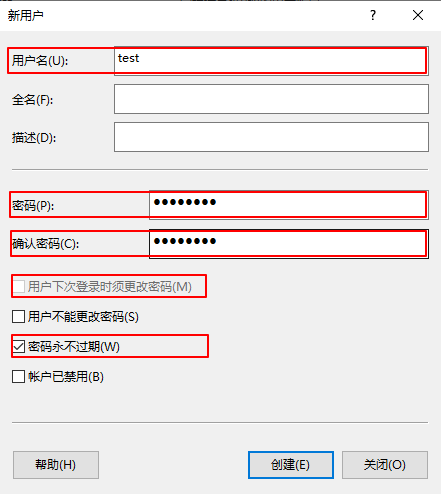 新用户
用户名(U): test
全名(F):
描述(D):
密码(P): ●●●●●●●●
确认密码(C): ●●●●●●●●
用户下次登录时须更改密码(M)
用户不能更改密码(S)
密码永不过期(W)
帐户已禁用(B)
帮助(H) 创建(E) 关闭(O)